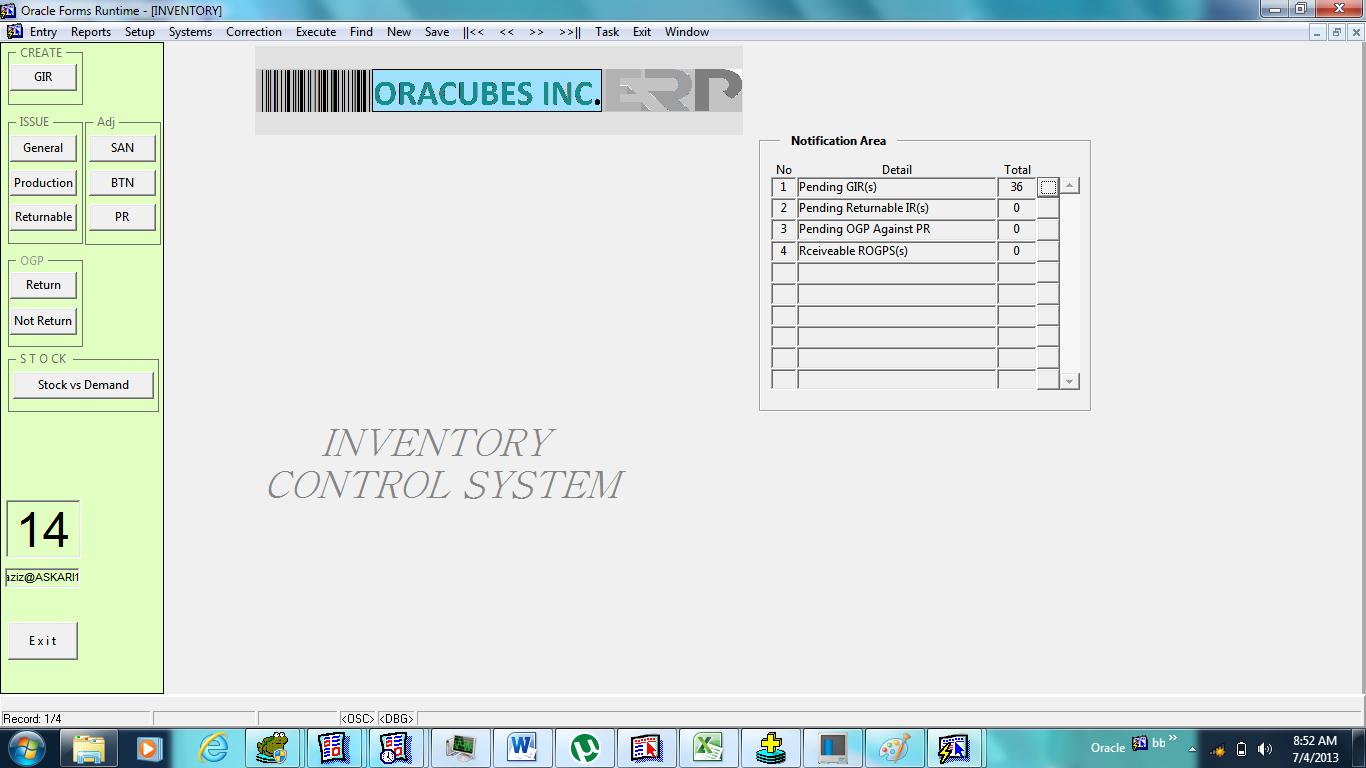 Oracle Forms Runtime - [INVENTORY]
Entry Reports Setup Systems Correction Execute Find New Save ||<< << >> >>|| Task Exit Window
CREATE
GIR
ISSUE
General
Production
Returnable
Adj
SAN
BTN
PR
OGP
Return
Not Return
S T O C K
Stock vs Demand
14
aziz@ASKARI1
E x i t
ORACUBES INC. ERP
INVENTORY
CONTROL SYSTEM
Notification Area
No Detail Total
1 Pending GIR(s) 36
2 Pending Returnable IR(s) 0
3 Pending OGP Against PR 0
4 Rceiveable ROGPS(s) 0
Record: 1/4 <OSC> <DBG>
Oracle bb »
8:52 AM
7/4/2013